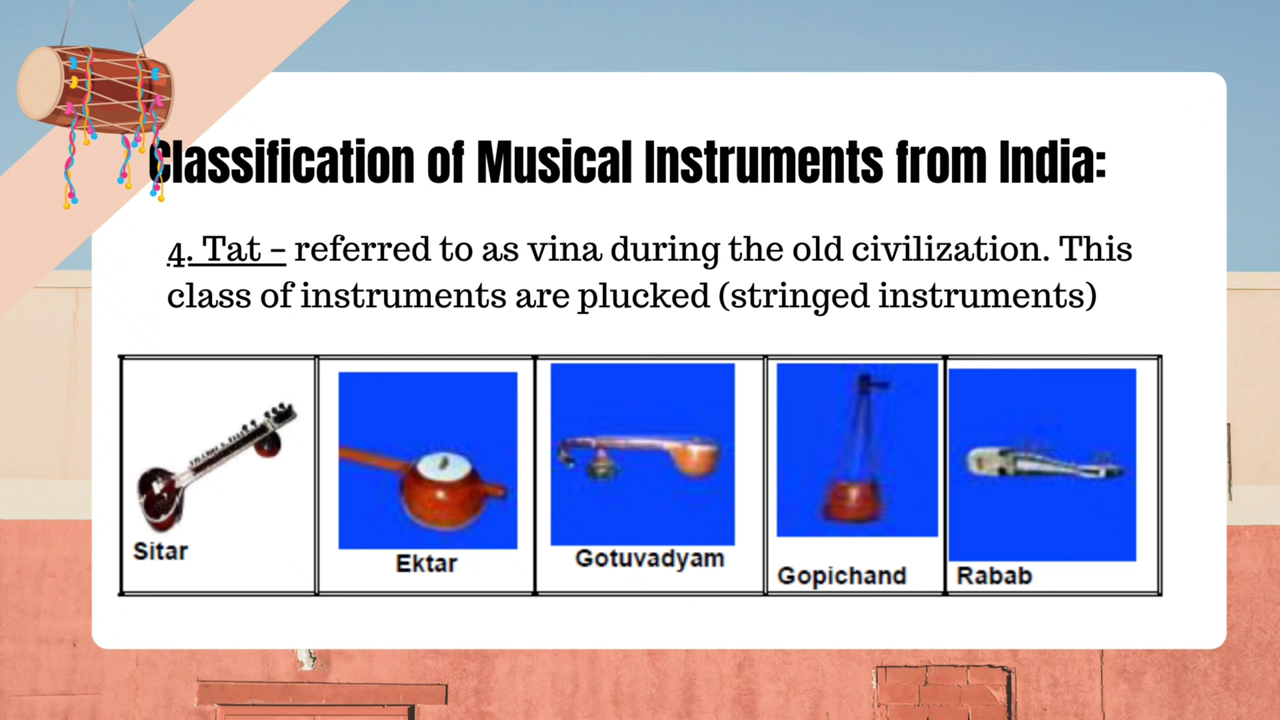 Classification of Musical Instruments from India:
4. Tat – referred to as vina during the old civilization. This
class of instruments are plucked (stringed instruments)
Sitar
Ektar
Gotuvadyam
Gopichand
Rabab